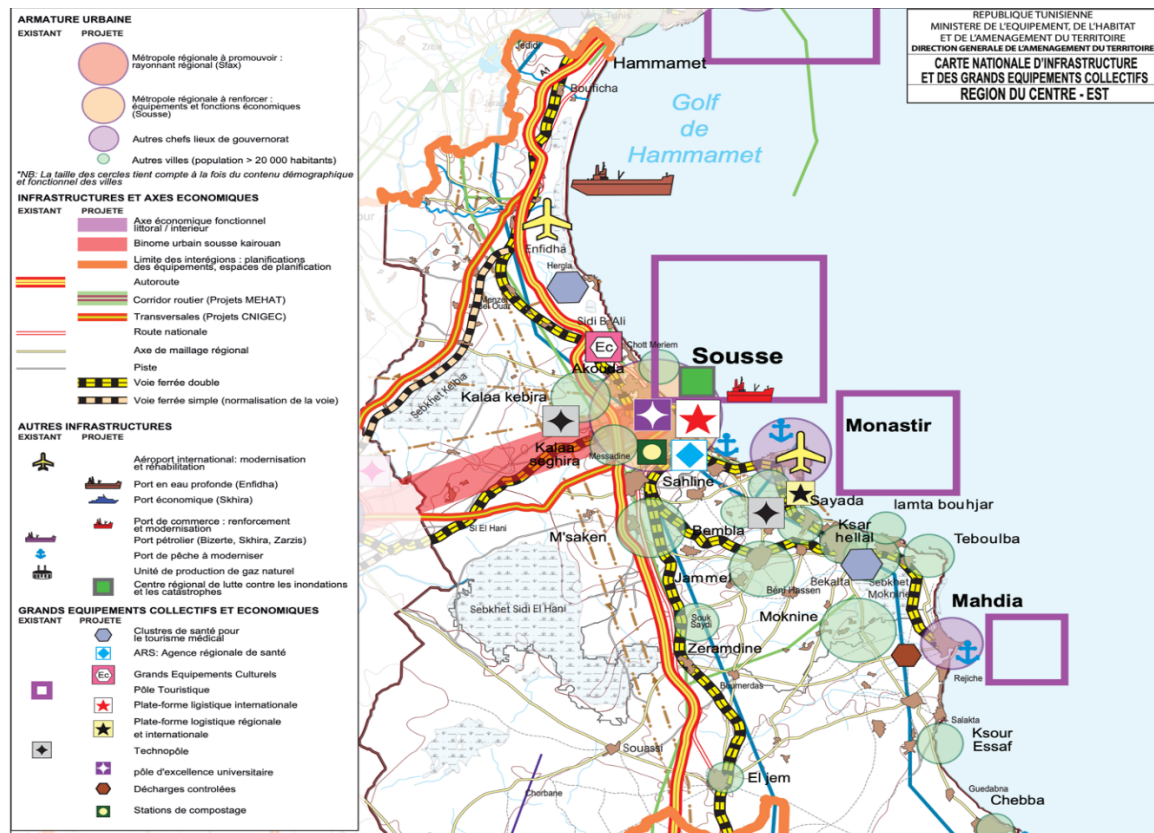 ARMATURE URBAINE
EXISTANT PROJETE
Métropole régionale à promouvoir :
rayonnant régional (Sfax)
Métropole régionale à renforcer :
équipements et fonctions économiques
(Sousse)
Autres chefs lieux de gouvernorat
Autres villes (population > 20 000 habitants)
*NB: La taille des cercles tient compte à la fois du contenu démographique
et fonctionnel des villes
INFRASTRUCTURES ET AXES ECONOMIQUES
EXISTANT PROJETE
Axe économique fonctionnel
littoral / interieur
Binome urbain sousse kairouan
Limite des interégions : planifications
des équipements, espaces de planification
Autoroute
Corridor routier (Projets MEHAT)
Transversales (Projets CNIGEC)
Route nationale
Axe de maillage régional
Piste
Voie ferrée double
Voie ferrée simple (normalisation de la voie)
AUTRES INFRASTRUCTURES
EXISTANT PROJETE
Aéroport international: modernisation
et réhabilitation
Port en eau profonde (Enfidha)
Port économique (Skhira)
Port de commerce : renforcement
et modernisation
Port pétrolier (Bizerte, Skhira, Zarzis)
Port de pêche à moderniser
Unité de production de gaz naturel
Centre régional de lutte contre les inondations
et les catastrophes
GRANDS EQUIPEMENTS COLLECTIFS ET ECONOMIQUES
EXISTANT PROJETE
Clustres de santé pour
le tourisme médical
ARS: Agence régionale de santé
Ec
Grands Equipements Culturels
Pôle Touristique
Plate-forme ligistique internationale
Plate-forme logistique régionale
et internationale
Technopôle
pôle d'excellence universitaire
Décharges controlées
Stations de compostage
REPUBLIQUE TUNISIENNE
MINISTERE DE L'EQUIPEMENT, DE L'HABITAT
ET DE L'AMENAGEMENT DU TERRITOIRE
DIRECTION GENERALE DE L'AMENAGEMENT DU TERRITOIRE
CARTE NATIONALE D'INFRASTRUCTURE
ET DES GRANDS EQUIPEMENTS COLLECTIFS
REGION DU CENTRE - EST
Vers Tunis
Zriba
Jedidi
Hammamet
A1
Bouficha
Golf
de
Hammamet
Enfidha
Hergla
Menzel
Bel Ouar
Sidi B. Ali
Ec
Chott Meriem
Sousse
Akouda
Sebkhet Kelbia
Kalaa kebira
Monastir
Kalaa
seghira
Messadine
Sahline
Sayada
lamta bouhjar
Si El Hani
M'saken
Bembla
Ksar
hellal
Teboulba
Jammel
Béni Hassen
Bekalta
Sebkhet
Moknine
Sebkhet Sidi El Hani
Souk
Saydi
Moknine
Mahdia
Zeramdine
Rejiche
Boumerdas
Salakta
Ksour
Essaf
Souassi
El jem
Chorbane
Guedabna
Chebba